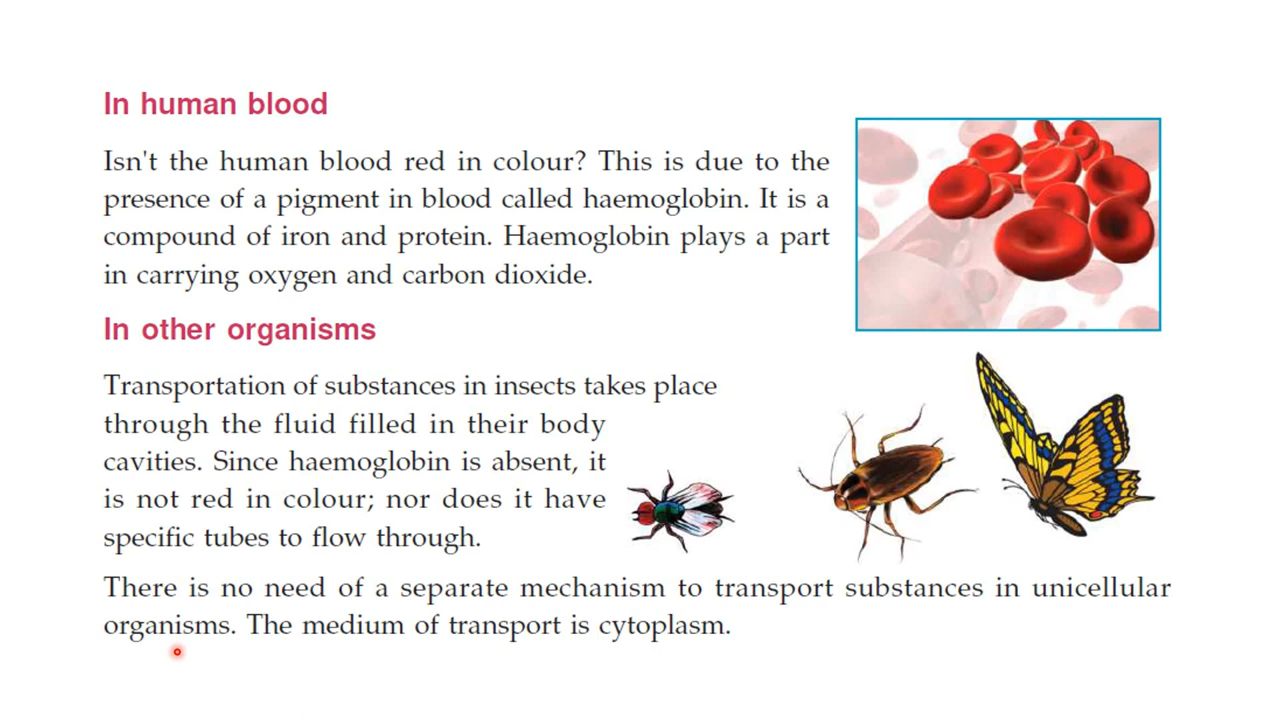 In human blood
Isn't the human blood red in colour? This is due to the
presence of a pigment in blood called haemoglobin. It is a
compound of iron and protein. Haemoglobin plays a part
in carrying oxygen and carbon dioxide.
In other organisms
Transportation of substances in insects takes place
through the fluid filled in their body
cavities. Since haemoglobin is absent, it
is not red in colour; nor does it have
specific tubes to flow through.
There is no need of a separate mechanism to transport substances in unicellular
organisms. The medium of transport is cytoplasm.